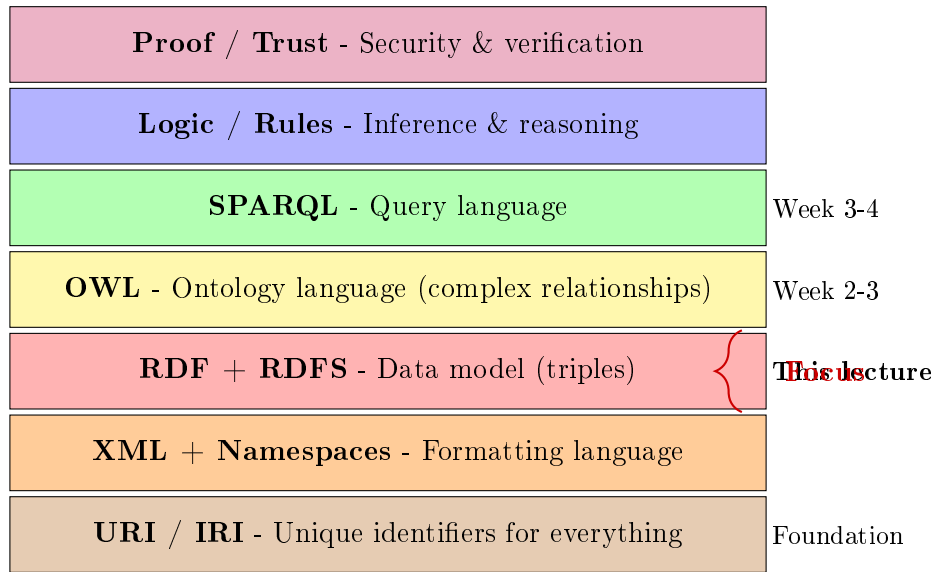 Proof / Trust - Security & verification
Logic / Rules - Inference & reasoning
SPARQL - Query language
Week 3-4
OWL - Ontology language (complex relationships)
Week 2-3
RDF + RDFS - Data model (triples)
This lecture
Focus
XML + Namespaces - Formatting language
URI / IRI - Unique identifiers for everything
Foundation